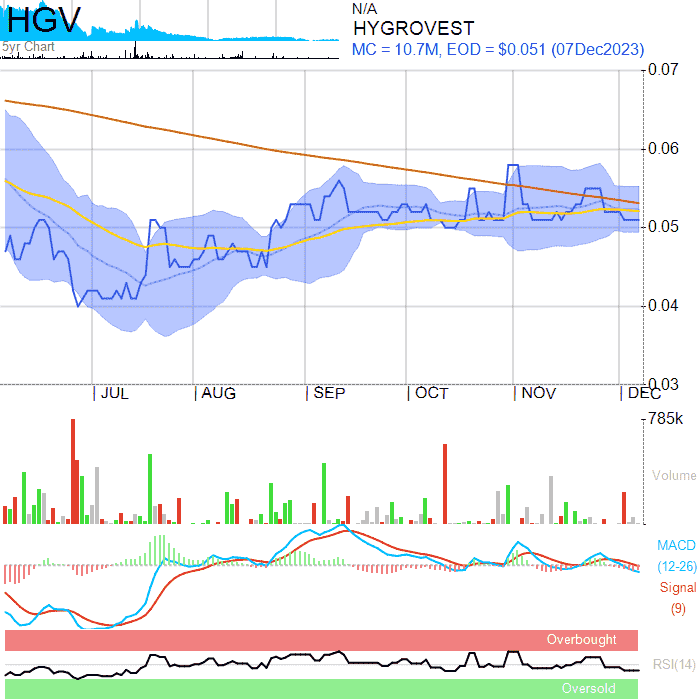 HGV
5yr Chart
N/A
HYGROVEST
MC = 10.7M, EOD = $0.051 (07Dec2023)
0.07
0.06
0.05
0.04
0.03
JUL
AUG
SEP
OCT
NOV
DEC
785k
Volume
MACD
(12-26)
Signal
(9)
Overbought
RSI(14)
Oversold